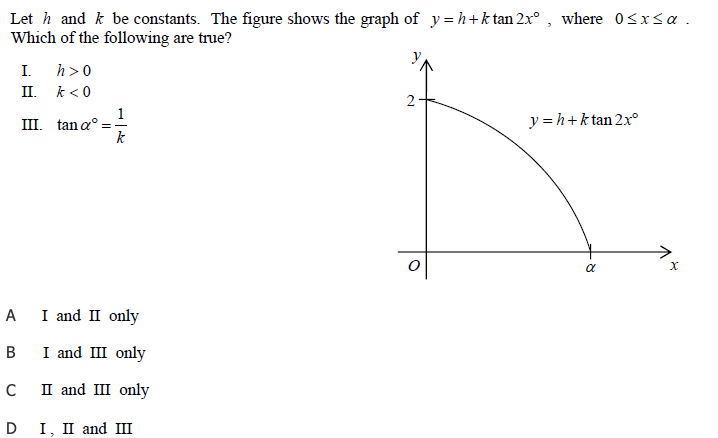 Let h and k be constants. The figure shows the graph of y = h + k tan 2x° , where 0 ≤ x ≤ α .
Which of the following are true?
I. h > 0
II. k < 0
III. tan α° = 1/k
y
2
y = h + k tan 2x°
O
α
x
A I and II only
B I and III only
C II and III only
D I , II and III